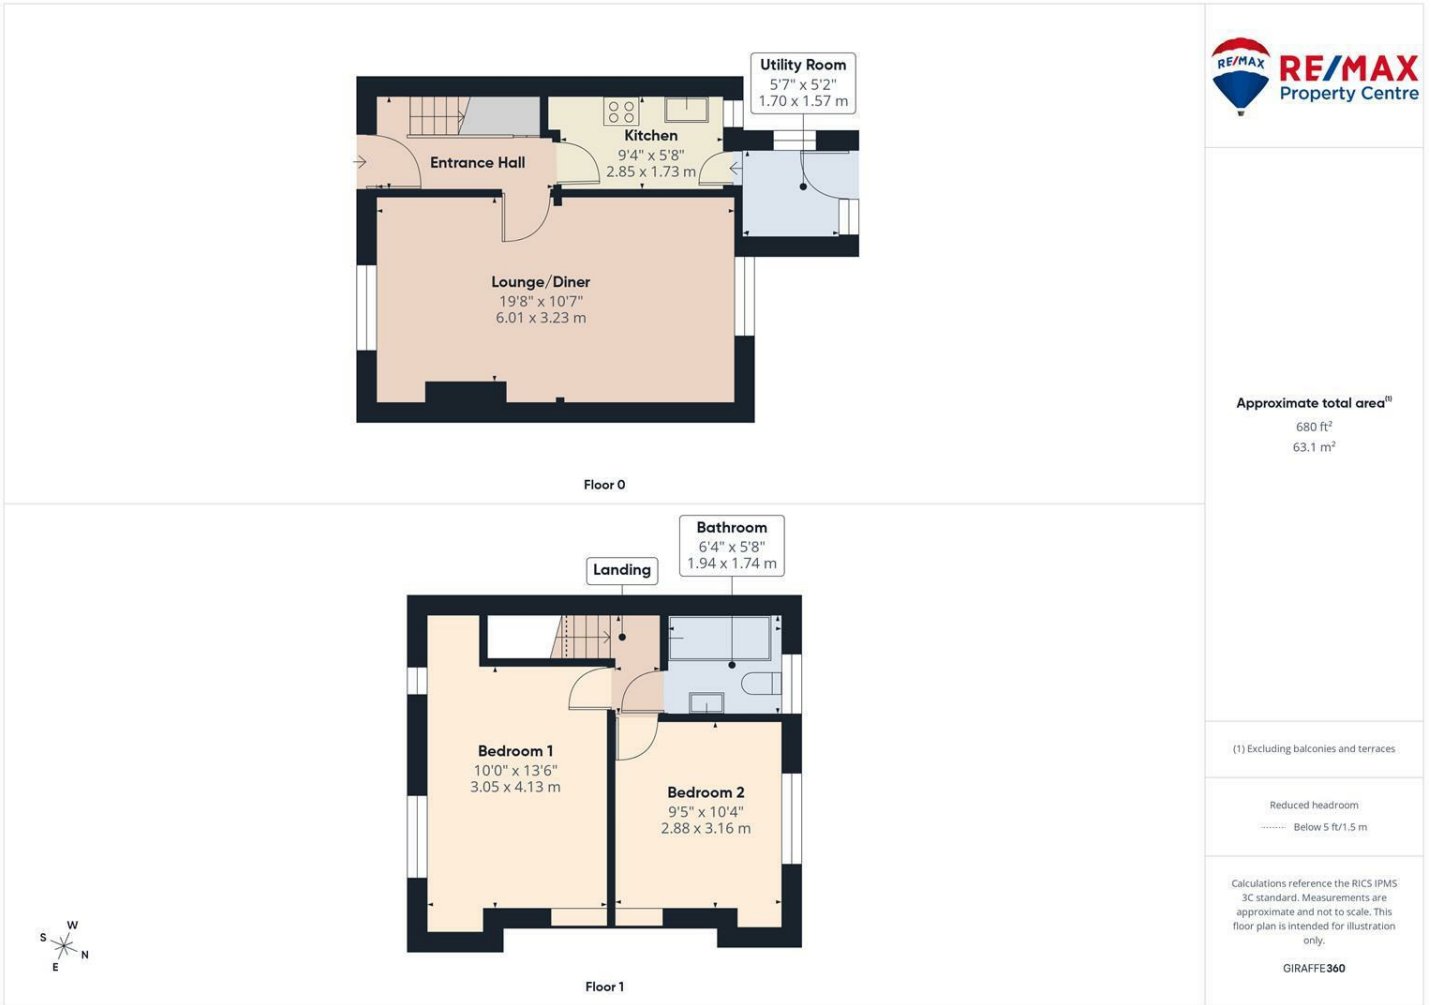 Utility Room
5'7" x 5'2"
1.70 x 1.57 m
Kitchen
9'4" x 5'8"
2.85 x 1.73 m
Entrance Hall
Lounge/Diner
19'8" x 10'7"
6.01 x 3.23 m
Floor 0
Bathroom
6'4" x 5'8"
1.94 x 1.74 m
Landing
Bedroom 1
10'0" x 13'6"
3.05 x 4.13 m
Bedroom 2
9'5" x 10'4"
2.88 x 3.16 m
W
S
N
E
Floor 1
RE/MAX
RE/MAX
Property Centre
Approximate total area(1)
680 ft²
63.1 m²
(1) Excluding balconies and terraces
Reduced headroom
Below 5 ft/1.5 m
Calculations reference the RICS IPMS
3C standard. Measurements are
approximate and not to scale. This
floor plan is intended for illustration
only.
GIRAFFE360